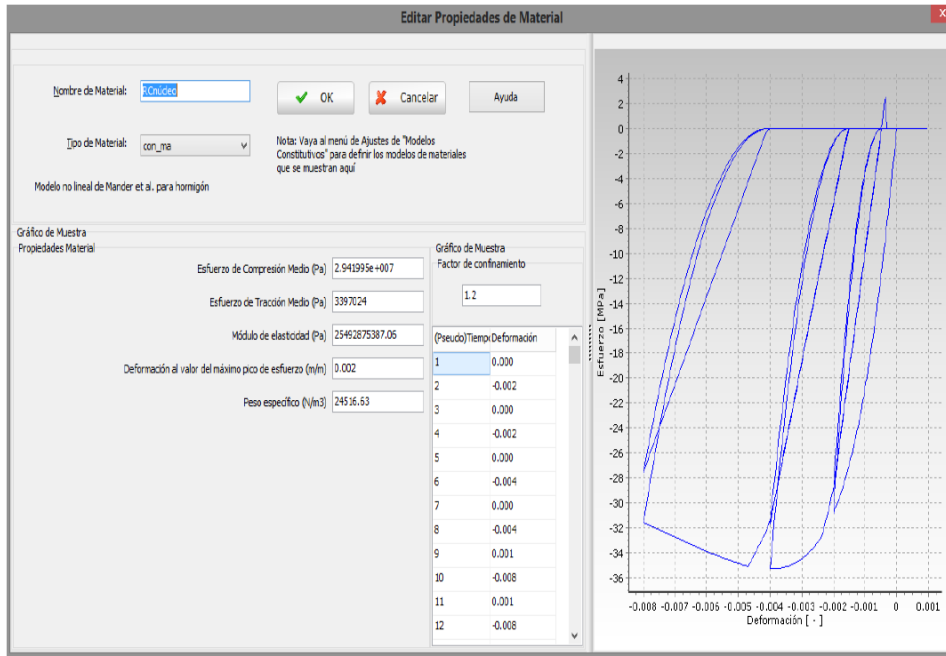 Editar Propiedades de Material
x
Nombre de Material:
OK
Cancelar
Ayuda
Tipo de Material:
con_ma
Nota: Vaya al menú de Ajustes de "Modelos
Constitutivos" para definir los modelos de materiales
que se muestran aquí
Modelo no lineal de Mander et al. para hormigón
Gráfico de Muestra
Propiedades Material
Esfuerzo de Compresión Medio (Pa) 2.941995e+007
Esfuerzo de Tracción Medio (Pa) 3397024
Módulo de elasticidad (Pa) 25492875387.06
Deformación al valor del máximo pico de esfuerzo (m/m) 0.002
Peso específico (N/m3) 24516.63
Gráfico de Muestra
Factor de confinamiento
1.2
(Pseudo)Tiempo Deformación
1 0.000
2 -0.002
3 0.000
4 -0.002
5 0.000
6 -0.004
7 0.000
8 -0.004
9 0.001
10 -0.008
11 0.001
12 -0.008
Esfuerzo [MPa]
4
2
0
-2
-4
-6
-8
-10
-12
-14
-16
-18
-20
-22
-24
-26
-28
-30
-32
-34
-36
-0.008 -0.007 -0.006 -0.005 -0.004 -0.003 -0.002 -0.001 0 0.001
Deformación [ - ]